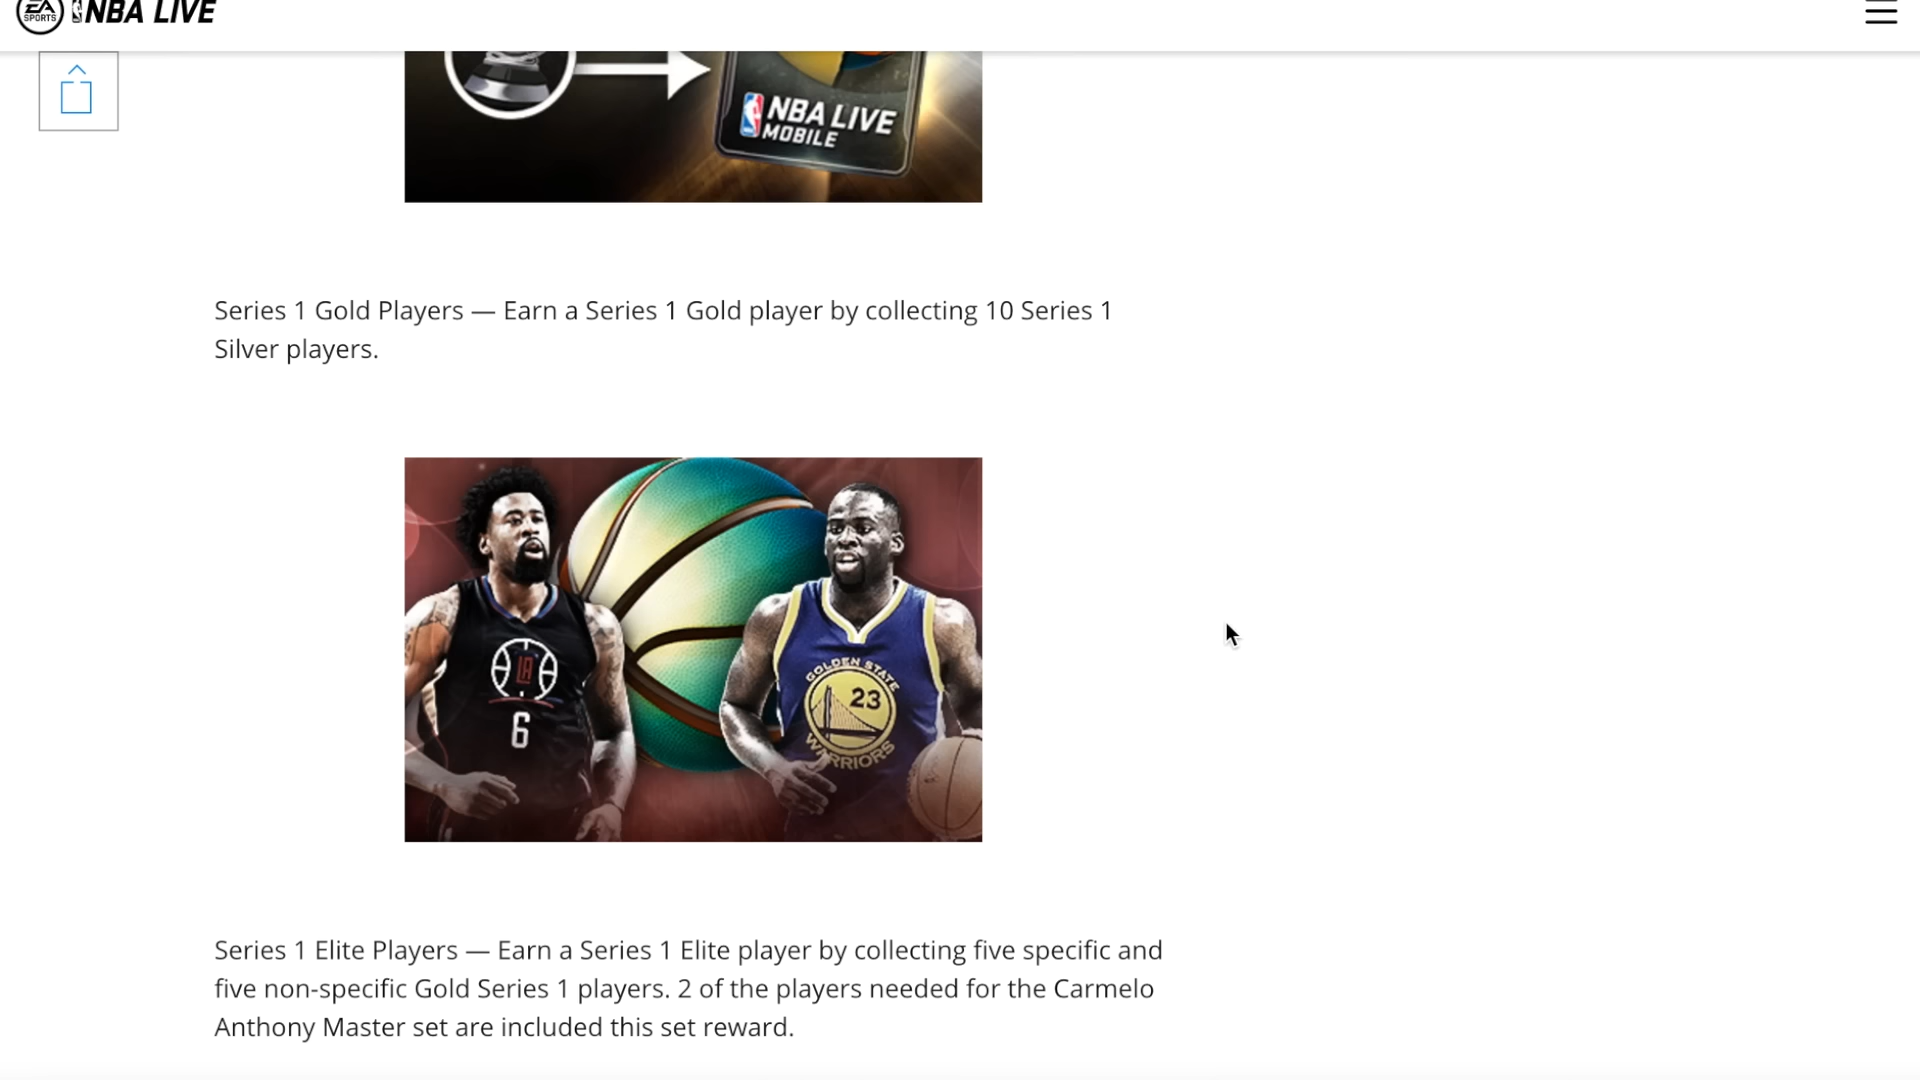 EA SPORTS NBA LIVE
NBA LIVE
MOBILE
Series 1 Gold Players — Earn a Series 1 Gold player by collecting 10 Series 1
Silver players.
LA
6
GOLDEN STATE
23
WARRIORS
Series 1 Elite Players — Earn a Series 1 Elite player by collecting five specific and
five non-specific Gold Series 1 players. 2 of the players needed for the Carmelo
Anthony Master set are included this set reward.